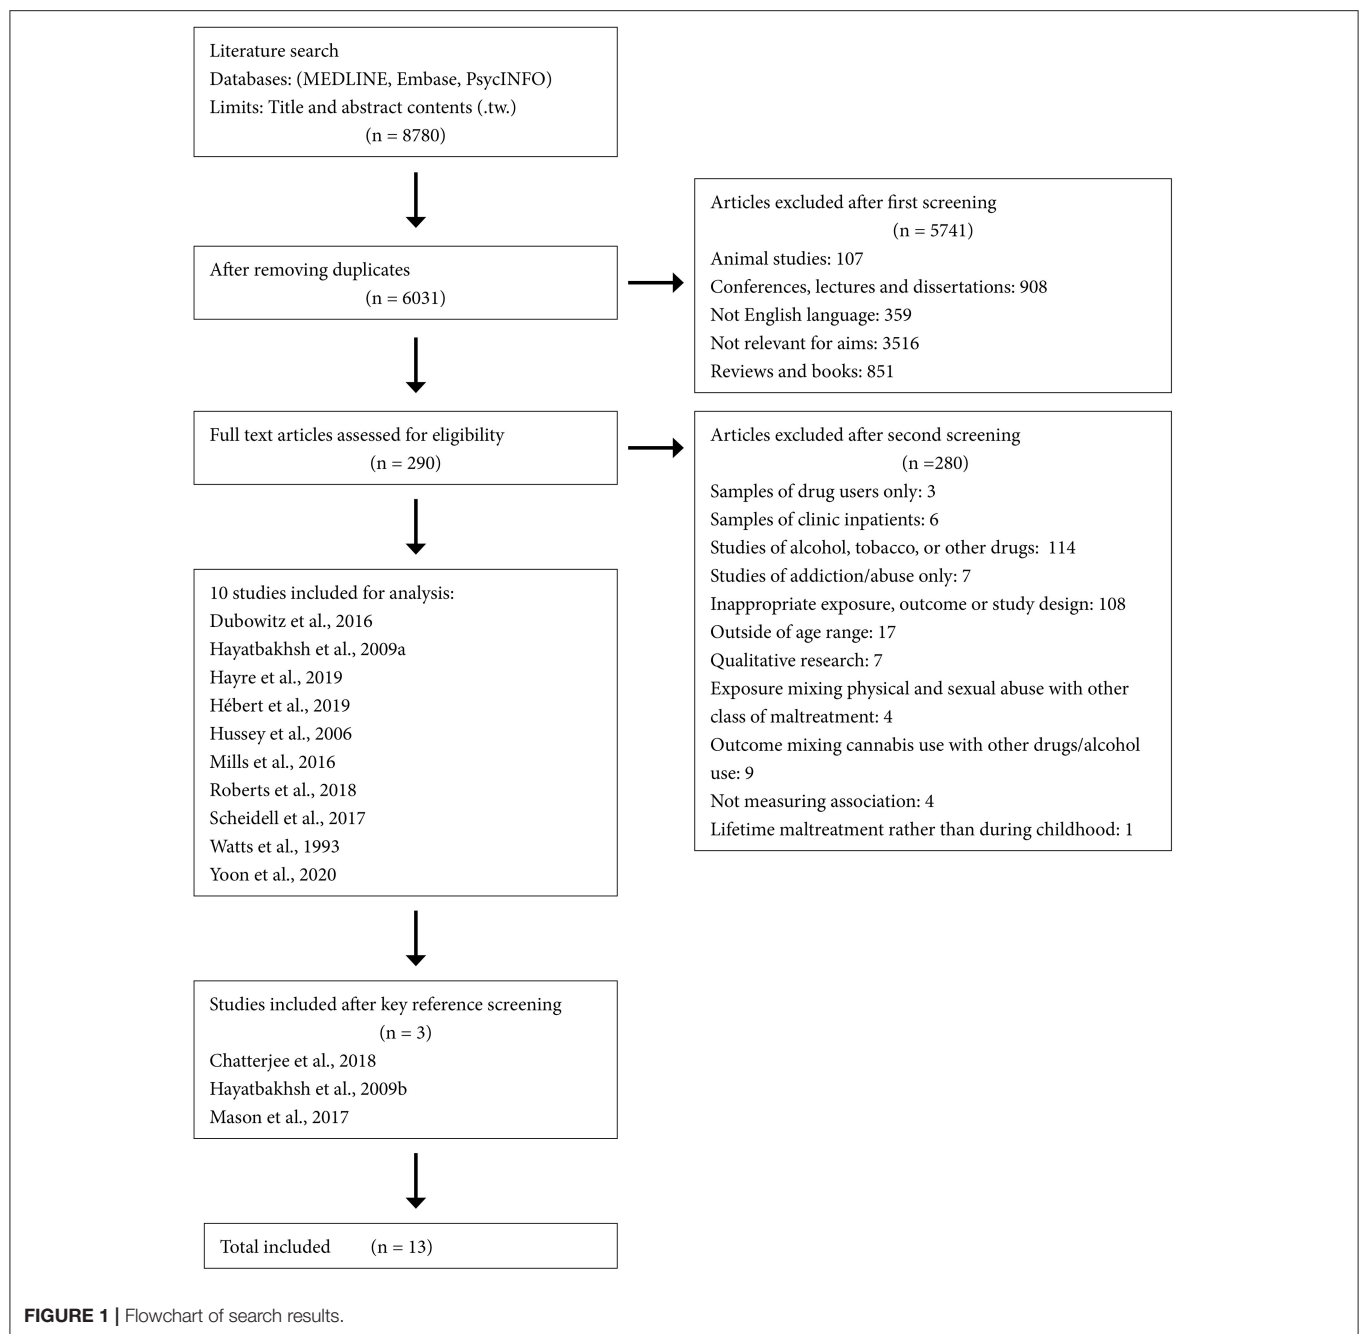 Literature search
Databases: (MEDLINE, Embase, PsycINFO)
Limits: Title and abstract contents (.tw.)
(n = 8780)
After removing duplicates
(n = 6031)
Articles excluded after first screening
(n = 5741)
Animal studies: 107
Conferences, lectures and dissertations: 908
Not English language: 359
Not relevant for aims: 3516
Reviews and books: 851
Full text articles assessed for eligibility
(n = 290)
Articles excluded after second screening
(n =280)
Samples of drug users only: 3
Samples of clinic inpatients: 6
Studies of alcohol, tobacco, or other drugs:  114
Studies of addiction/abuse only: 7
Inappropriate exposure, outcome or study design: 108
Outside of age range: 17
Qualitative research: 7
Exposure mixing physical and sexual abuse with other
class of maltreatment: 4
Outcome mixing cannabis use with other drugs/alcohol
use: 9
Not measuring association: 4
Lifetime maltreatment rather than during childhood: 1
10 studies included for analysis:
Dubowitz et al., 2016
Hayatbakhsh et al., 2009a
Hayre et al., 2019
Hébert et al., 2019
Hussey et al., 2006
Mills et al., 2016
Roberts et al., 2018
Scheidell et al., 2017
Watts et al., 1993
Yoon et al., 2020
Studies included after key reference screening
(n = 3)
Chatterjee et al., 2018
Hayatbakhsh et al., 2009b
Mason et al., 2017
Total included (n = 13)
FIGURE 1 | Flowchart of search results.